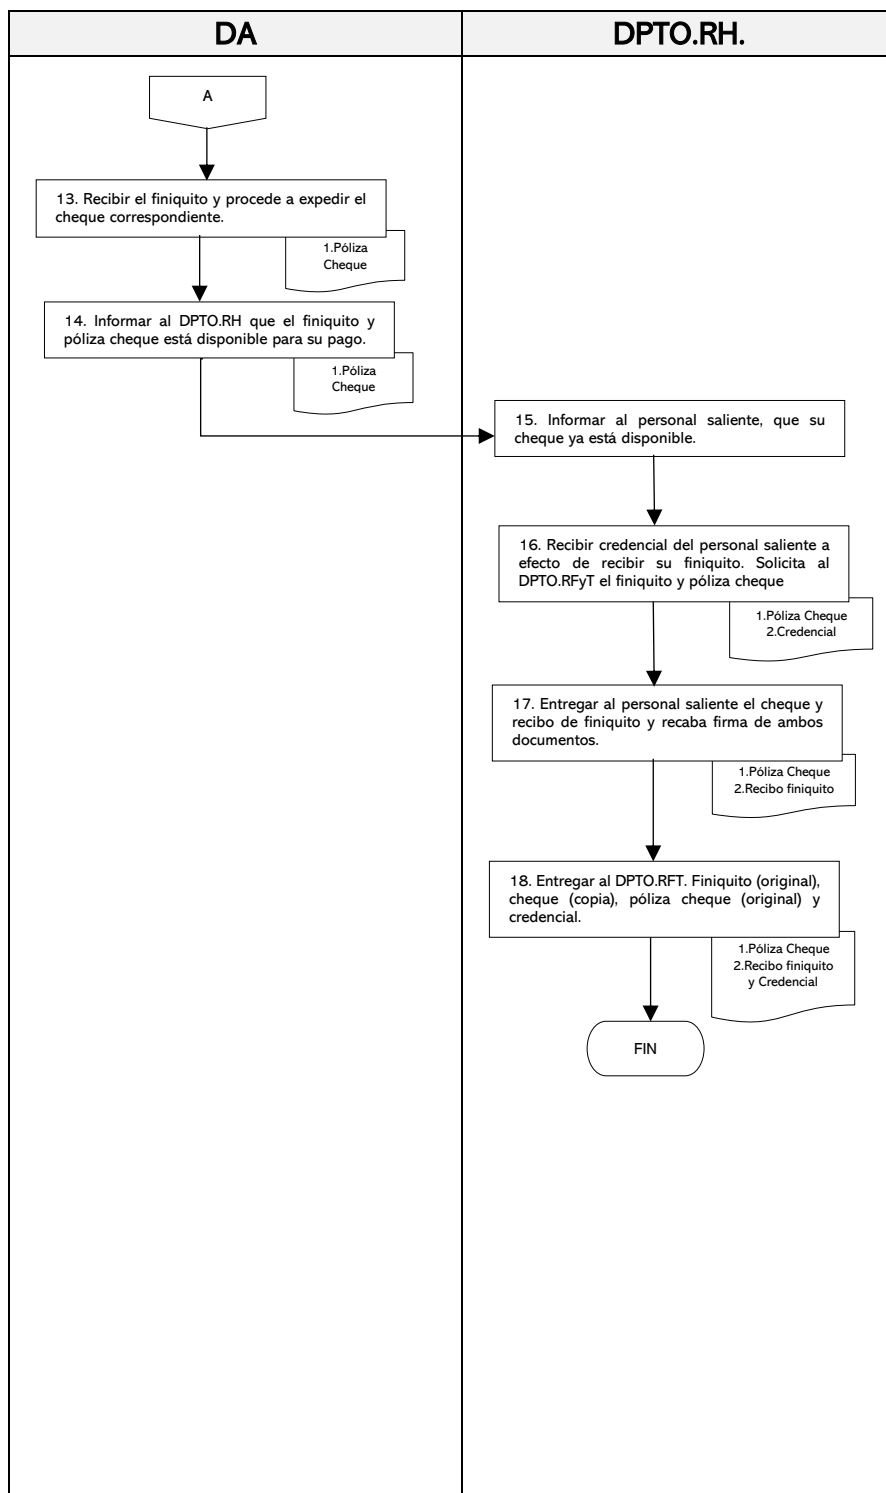 DA
DPTO.RH.
A
13. Recibir el finiquito y procede a expedir el
cheque correspondiente.
1.Póliza
Cheque
14. Informar al DPTO.RH que el finiquito y
póliza cheque está disponible para su pago.
1.Póliza
Cheque
15. Informar al personal saliente, que su
cheque ya está disponible.
16. Recibir credencial del personal saliente a
efecto de recibir su finiquito. Solicita al
DPTO.RFyT el finiquito y póliza cheque
1.Póliza Cheque
2.Credencial
17. Entregar al personal saliente el cheque y
recibo de finiquito y recaba firma de ambos
documentos.
1.Póliza Cheque
2.Recibo finiquito
18. Entregar al DPTO.RFT. Finiquito (original),
cheque (copia), póliza cheque (original) y
credencial.
1.Póliza Cheque
2.Recibo finiquito
y Credencial
FIN